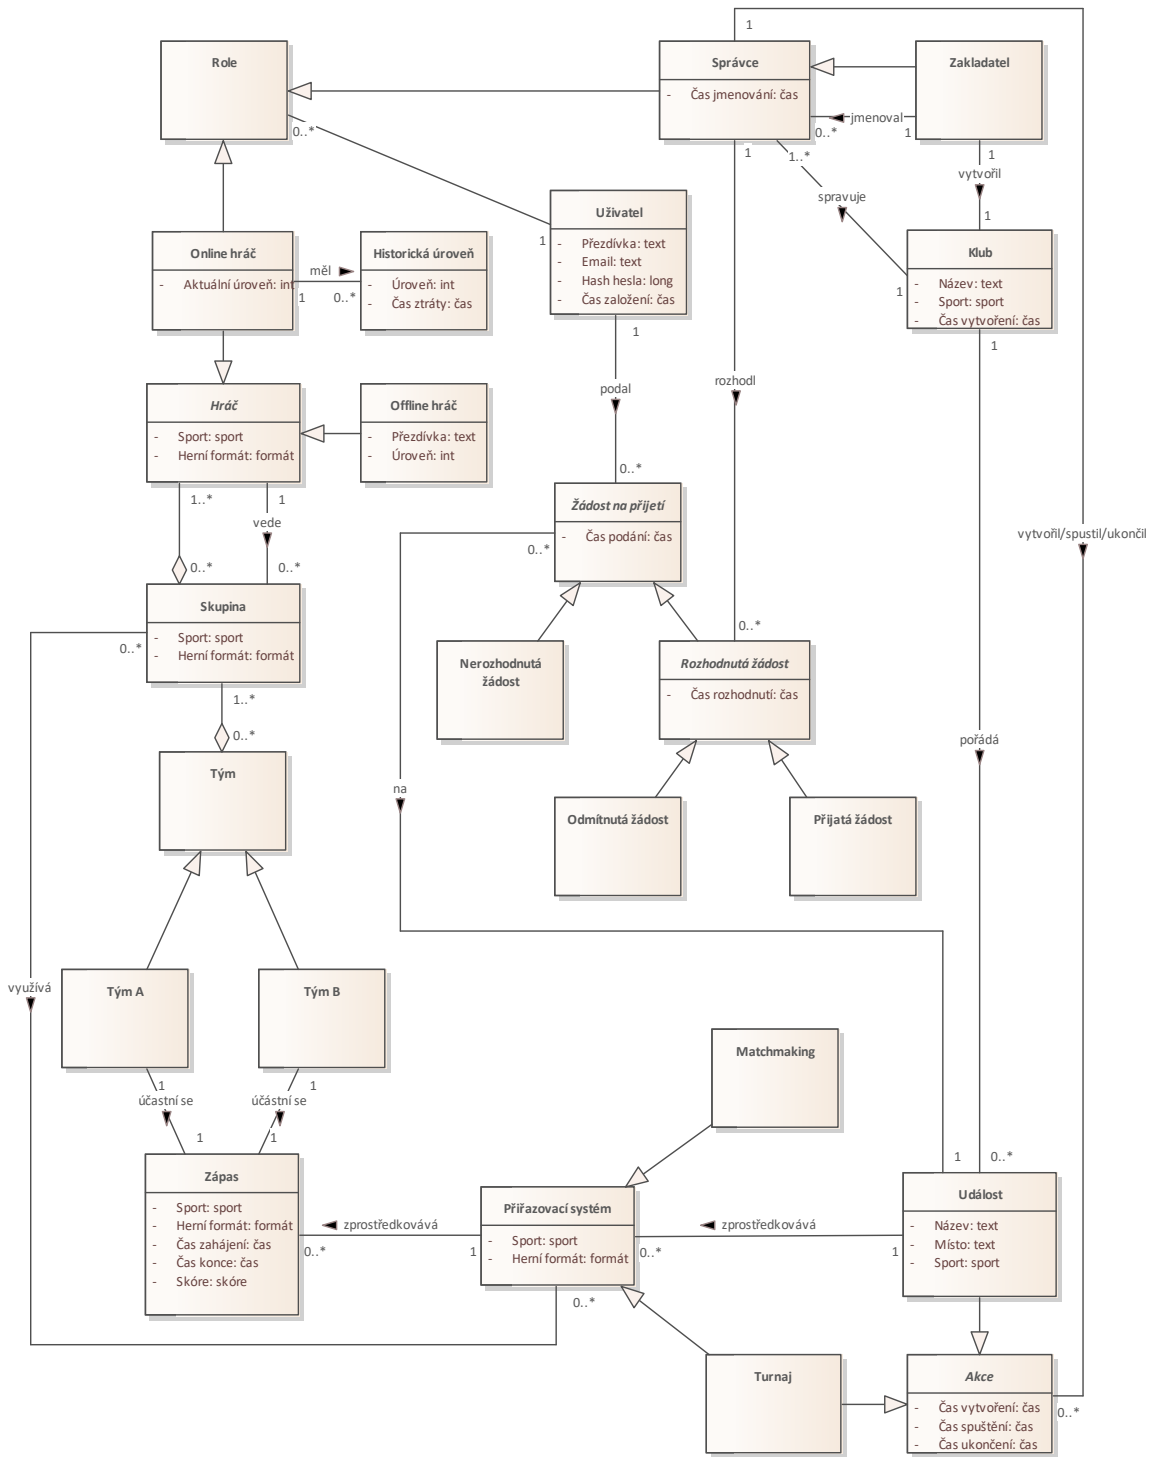 1
Role
Správce
- Čas jmenování: čas
Zakladatel
0..*
jmenoval
0..*
1
1
1..*
1
vytvořil
spravuje
1
Uživatel
- Přezdívka: text
- Email: text
- Hash hesla: long
- Čas založení: čas
1
1
Klub
- Název: text
- Sport: sport
- Čas vytvoření: čas
1
1
Online hráč
- Aktuální úroveň: int
měl
1
0..*
Historická úroveň
- Úroveň: int
- Čas ztráty: čas
podal
rozhodl
0..*
Hráč
- Sport: sport
- Herní formát: formát
Offline hráč
- Přezdívka: text
- Úroveň: int
1..*
1
vede
0..*
0..*
Žádost na přijetí
- Čas podání: čas
0..*
vytvořil/spustil/ukončil
Skupina
- Sport: sport
- Herní formát: formát
0..*
1..*
0..*
0..*
Nerozhodnutá
žádost
Rozhodnutá žádost
- Čas rozhodnutí: čas
pořádá
Tým
na
Odmítnutá žádost
Přijatá žádost
využívá
Tým A
Tým B
1
1
účastní se
účástní se
1
1
Matchmaking
1
0..*
Zápas
- Sport: sport
- Herní formát: formát
- Čas zahájení: čas
- Čas konce: čas
- Skóre: skóre
zprostředkovává
0..*
1
Přiřazovací systém
- Sport: sport
- Herní formát: formát
zprostředkovává
0..*
1
Událost
- Název: text
- Místo: text
- Sport: sport
0..*
Turnaj
Akce
- Čas vytvoření: čas
- Čas spuštění: čas
- Čas ukončení: čas
0..*